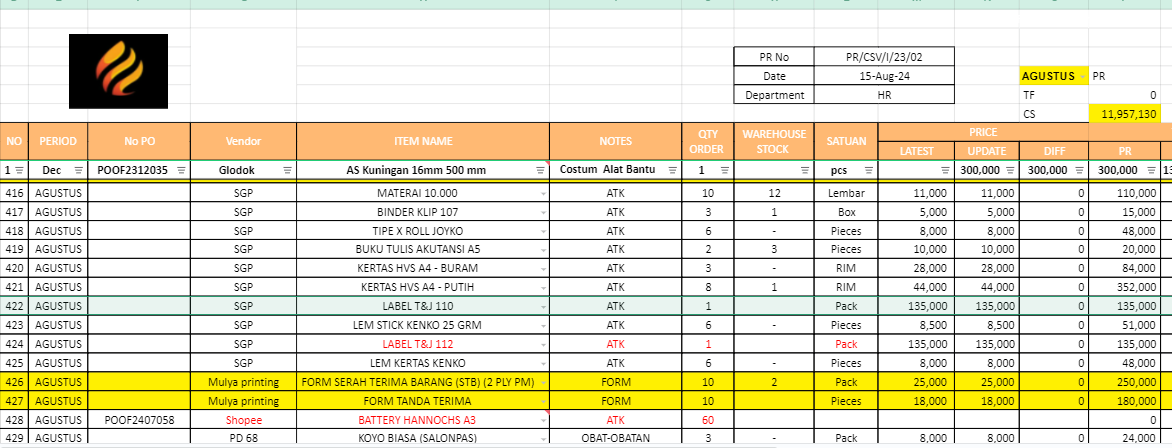 PR No PR/CSV/I/23/02
Date 15-Aug-24 AGUSTUS PR
Department HR TF 0
CS 11,957,130
NO PERIOD No PO Vendor ITEM NAME NOTES QTY ORDER WAREHOUSE STOCK SATUAN PRICE
LATEST UPDATE DIFF PR
1 Dec POOF2312035 Glodok AS Kuningan 16mm 500 mm Costum Alat Bantu 1 pcs 300,000 300,000 300,000
416 AGUSTUS SGP MATERAI 10.000 ATK 10 12 Lembar 11,000 11,000 0 110,000
417 AGUSTUS SGP BINDER KLIP 107 ATK 3 1 Box 5,000 5,000 0 15,000
418 AGUSTUS SGP TIPE X ROLL JOYKO ATK 6 - Pieces 8,000 8,000 0 48,000
419 AGUSTUS SGP BUKU TULIS AKUTANSI A5 ATK 2 3 Pieces 10,000 10,000 0 20,000
420 AGUSTUS SGP KERTAS HVS A4 - BURAM ATK 3 - RIM 28,000 28,000 0 84,000
421 AGUSTUS SGP KERTAS HVS A4 - PUTIH ATK 8 1 RIM 44,000 44,000 0 352,000
422 AGUSTUS SGP LABEL T&J 110 ATK 1 Pack 135,000 135,000 0 135,000
423 AGUSTUS SGP LEM STICK KENKO 25 GRM ATK 6 - Pieces 8,500 8,500 0 51,000
424 AGUSTUS SGP LABEL T&J 112 ATK 1 Pack 135,000 135,000 0 135,000
425 AGUSTUS SGP LEM KERTAS KENKO ATK 6 - Pieces 8,000 8,000 0 48,000
426 AGUSTUS Mulya printing FORM SERAH TERIMA BARANG (STB) (2 PLY PM) FORM 10 2 Pack 25,000 25,000 0 250,000
427 AGUSTUS Mulya printing FORM TANDA TERIMA FORM 10 Pieces 18,000 18,000 0 180,000
428 AGUSTUS POOF2407058 Shopee BATTERY HANNOCHS A3 ATK 60 0
429 AGUSTUS PD 68 KOYO BIASA (SALONPAS) OBAT-OBATAN 3 - Pack 8,000 8,000 0 24,000